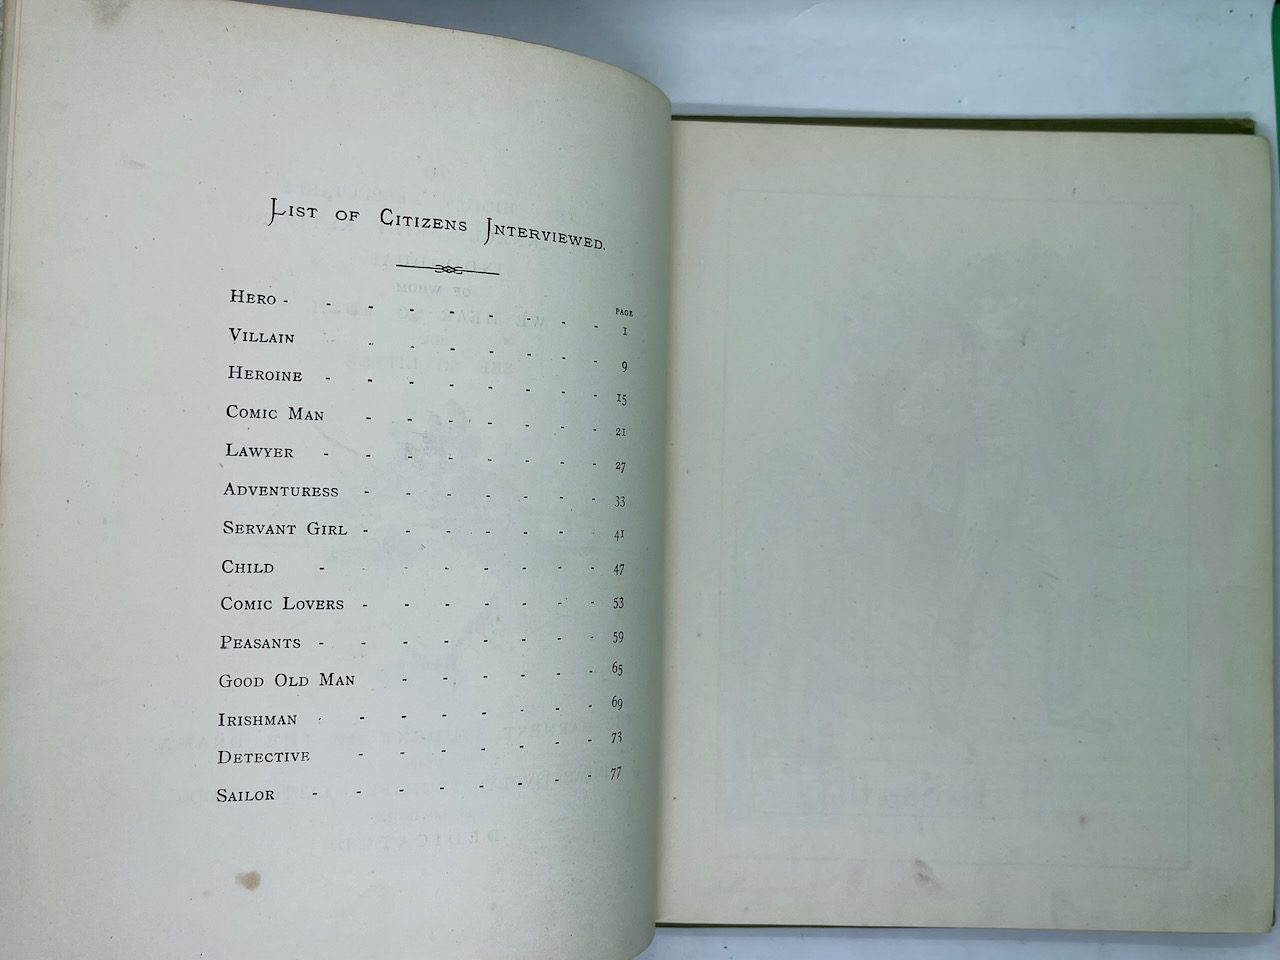 List of Citizens Interviewed.
PAGE
Hero - - - - - - - - - 1
Villain - - - - - - - 9
Heroine - - - - - - - - 15
Comic Man - - - - - - - 21
Lawyer - - - - - - - - 27
Adventuress - - - - - - - 33
Servant Girl - - - - - - - 41
Child - - - - - - - - 47
Comic Lovers - - - - - - - 53
Peasants - - - - - - - - 59
Good Old Man - - - - - - 65
Irishman - - - - - - - - 69
Detective - - - - - - - 73
Sailor - - - - - - - - 77